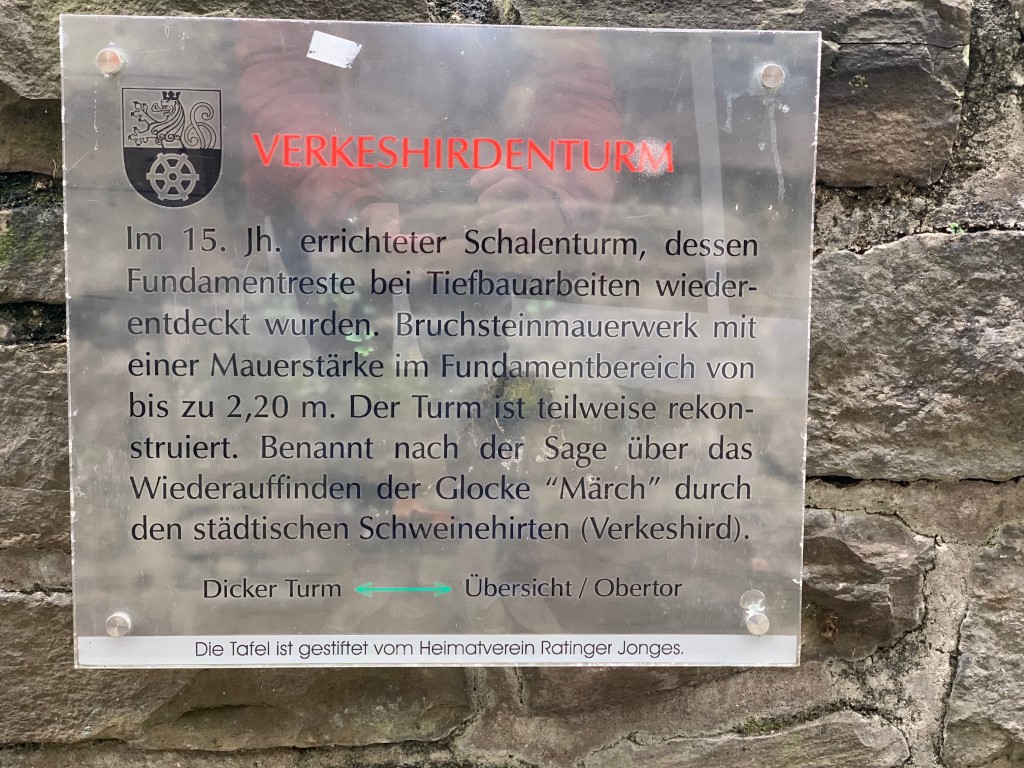 VERKESHIRDENTURM
Im 15. Jh. errichteter Schalenturm, dessen
Fundamentreste bei Tiefbauarbeiten wieder-
entdeckt wurden. Bruchsteinmauerwerk mit
einer Mauerstärke im Fundamentbereich von
bis zu 2,20 m. Der Turm ist teilweise rekon-
struiert. Benannt nach der Sage über das
Wiederauffinden der Glocke “Märch” durch
den städtischen Schweinehirten (Verkeshird).
Dicker Turm Übersicht / Obertor
Die Tafel ist gestiftet vom Heimatverein Ratinger Jonges.